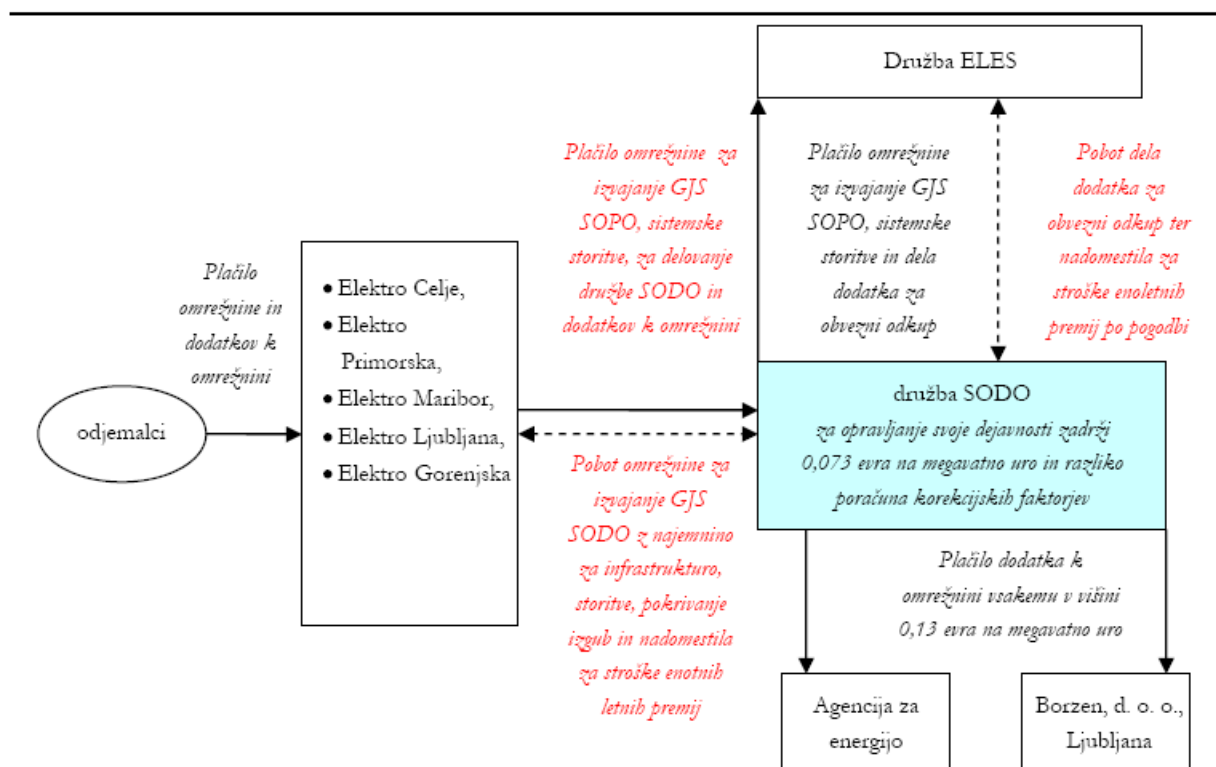 Družba ELES
Plačilo omrežnine za
izvajanje GJS
SOPO, sistemske
storitve, za delovanje
družbe SODO in
dodatkov k omrežnini
Plačilo omrežnine
za izvajanje GJS
SOPO, sistemske
storitve in dela
dodatka za
obvezni odkup
Pobot dela
dodatka za
obvezni odkup ter
nadomestila za
stroške enoletnih
premij po pogodbi
Plačilo
omrežnine in
dodatkov k
omrežnini
odjemalci
• Elektro Celje,
• Elektro
Primorska,
• Elektro Maribor,
• Elektro Ljubljana,
• Elektro Gorenjska
družba SODO
za opravljanje svoje dejavnosti zadrži
0,073 evra na megavatno uro in razliko
poračuna korekcijskih faktorjev
Pobot omrežnine za
izvajanje GJS
SODO z najemnino
za infrastrukturo,
storitve, pokrivanje
izgub in nadomestila
za stroške enotnih
letnih premij
Plačilo dodatka k
omrežnini vsakemu v višini
0,13 evra na megavatno uro
Agencija za
energijo
Borzen, d. o. o.,
Ljubljana